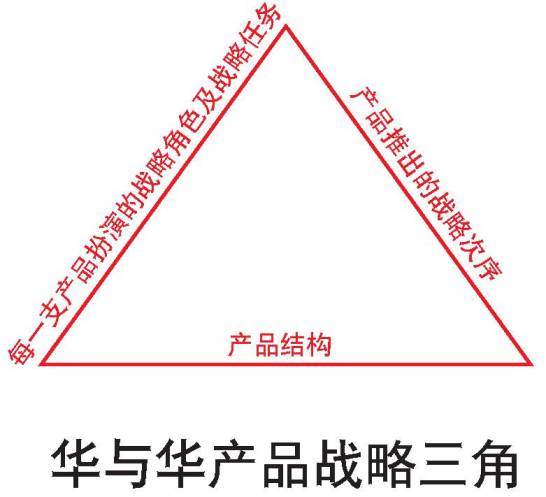 每一支产品扮演的战略角色及战略任务
产品推出的战略次序
产品结构
华与华产品战略三角